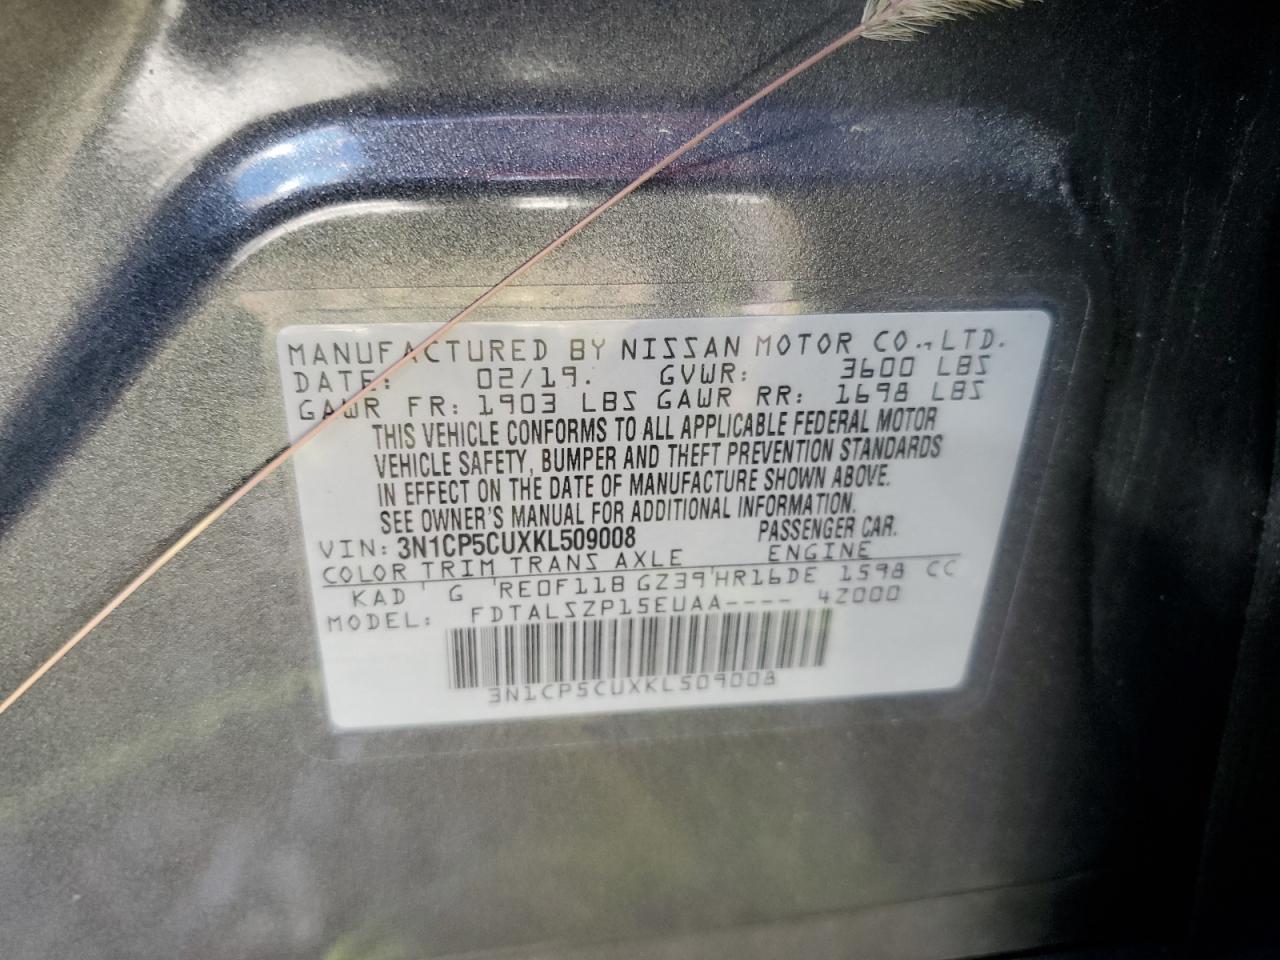 MANUFACTURED BY NISSAN MOTOR CO., LTD.
DATE: 02/19. GVWR: 3600 LBS
GAWR FR: 1903 LBS GAWR RR: 1698 LBS
THIS VEHICLE CONFORMS TO ALL APPLICABLE FEDERAL MOTOR
VEHICLE SAFETY, BUMPER AND THEFT PREVENTION STANDARDS
IN EFFECT ON THE DATE OF MANUFACTURE SHOWN ABOVE.
SEE OWNER'S MANUAL FOR ADDITIONAL INFORMATION.
VIN: 3N1CP5CUXKL509008 PASSENGER CAR.
COLOR TRIM TRANS AXLE ENGINE
KAD G RE0F11B GZ39 HR16DE 1598 CC
MODEL: FDTALSZP15EUAA---- 4Z000
3N1CP5CUXKL509008